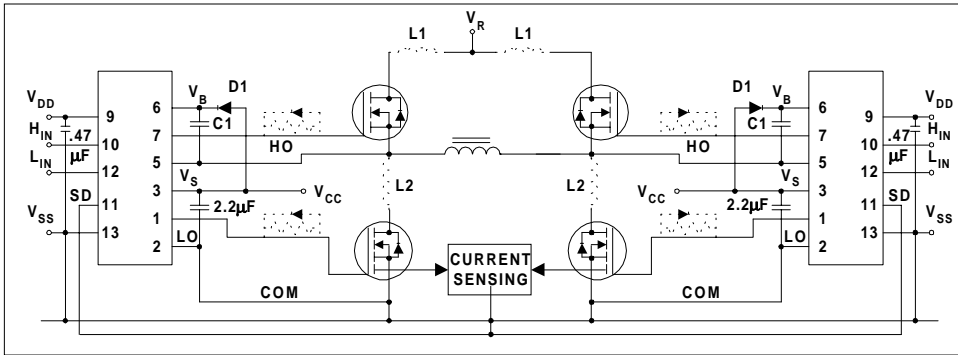 V_R
L1 L1
V_DD 9 6 V_B D1 D1 V_B 6 9 V_DD
H_IN .47 μF 10 7 C1 HO HO C1 7 10 .47 μF H_IN
L_IN 12 5 5 12 L_IN
SD 11 3 V_S V_CC L2 L2 V_CC V_S 3 11 SD
1 2.2μF 2.2μF 1
V_SS 13 2 LO LO 2 13 V_SS
CURRENT
SENSING
COM COM